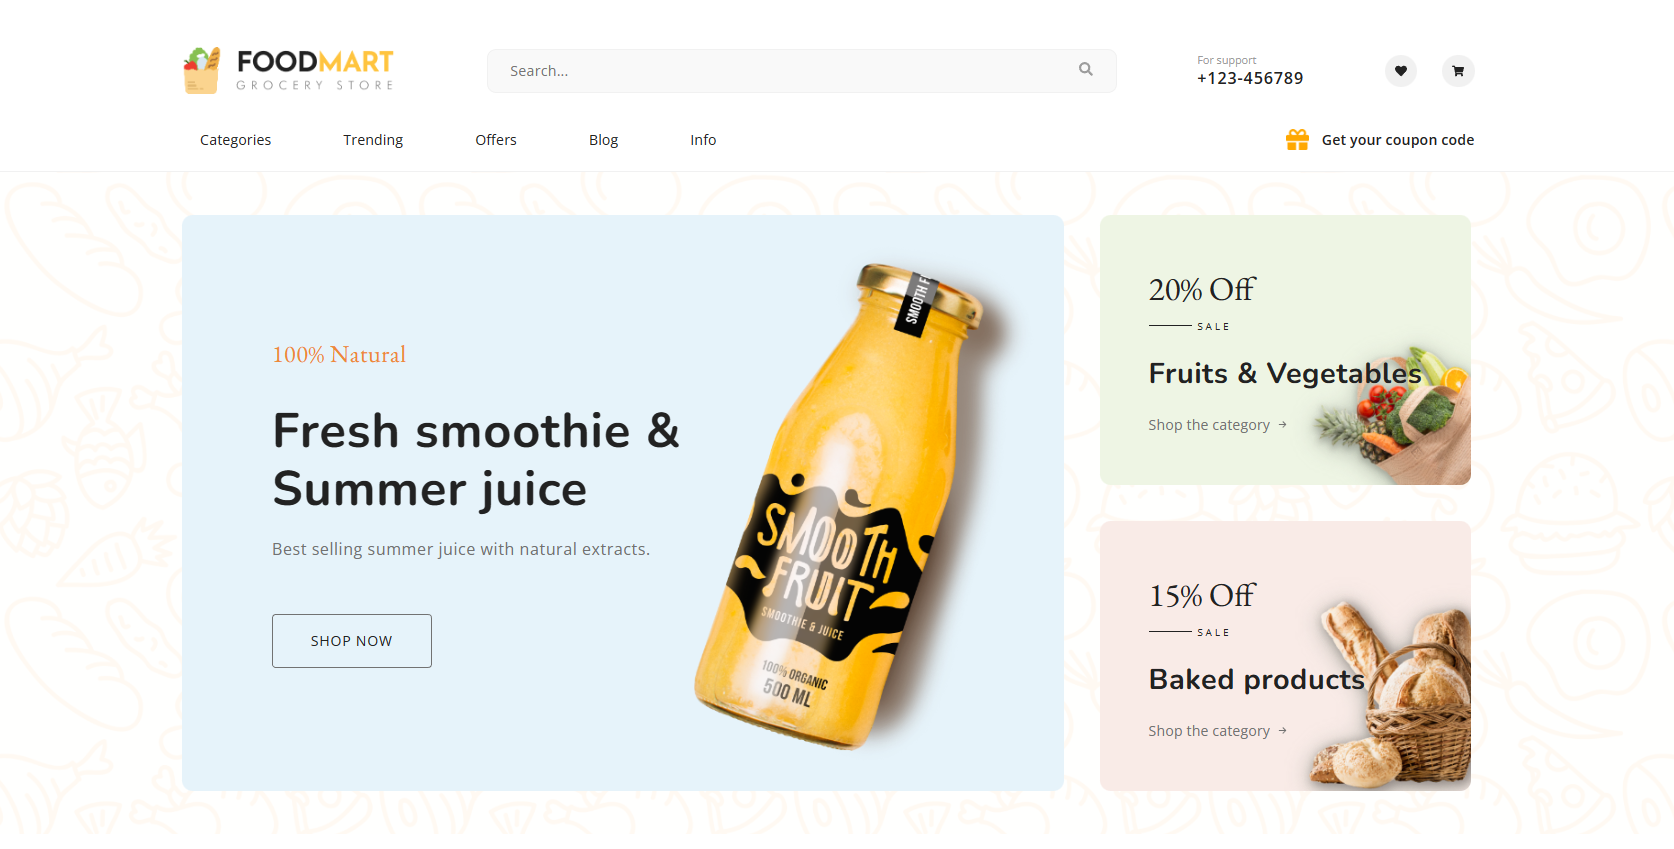 FOODMART
GROCERY STORE
Search...
For support
+123-456789
Categories
Trending
Offers
Blog
Info
Get your coupon code
100% Natural
Fresh smoothie &
Summer juice
Best selling summer juice with natural extracts.
SHOP NOW
SMOOTH F
SMOOTH
FRUIT
SMOOTHIE & JUICE
100% ORGANIC
500 ML
20% Off
SALE
Fruits & Vegetables
Shop the category →
15% Off
SALE
Baked products
Shop the category →